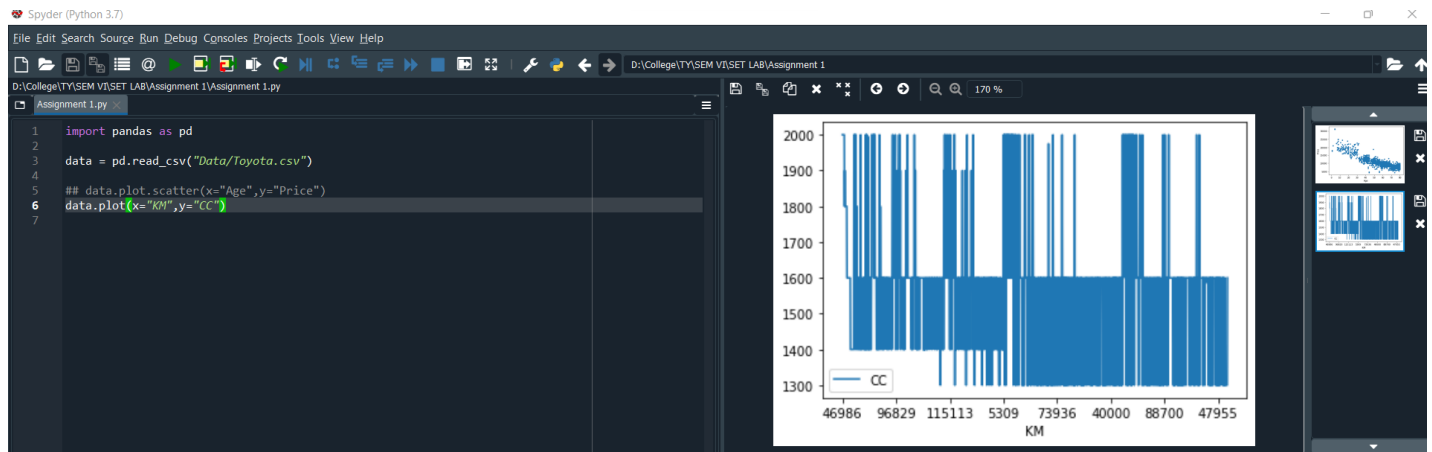 Spyder (Python 3.7)
File Edit Search Source Run Debug Consoles Projects Tools View Help
D:\College\TY\SEM VI\SET LAB\Assignment 1
D:\College\TY\SEM VI\SET LAB\Assignment 1\Assignment 1.py
Assignment 1.py
170 %
1 import pandas as pd
2
3 data = pd.read_csv("Data/Toyota.csv")
4
5 ## data.plot.scatter(x="Age",y="Price")
6 data.plot(x="KM",y="CC")
7
2000
1900
1800
1700
1600
1500
1400
1300
CC
46986 96829 115113 5309 73936 40000 88700 47955
KM